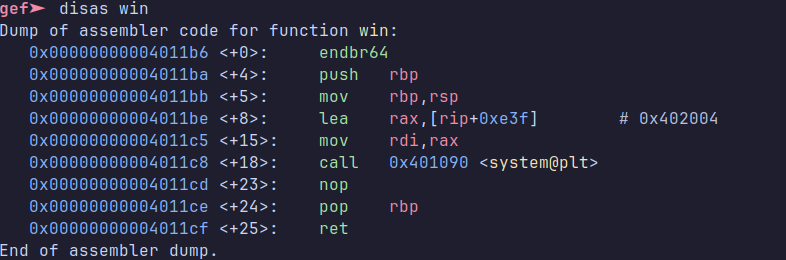 gef➤  disas win
Dump of assembler code for function win:
   0x00000000004011b6 <+0>:     endbr64
   0x00000000004011ba <+4>:     push   rbp
   0x00000000004011bb <+5>:     mov    rbp,rsp
   0x00000000004011be <+8>:     lea    rax,[rip+0xe3f]        # 0x402004
   0x00000000004011c5 <+15>:    mov    rdi,rax
   0x00000000004011c8 <+18>:    call   0x401090 <system@plt>
   0x00000000004011cd <+23>:    nop
   0x00000000004011ce <+24>:    pop    rbp
   0x00000000004011cf <+25>:    ret
End of assembler dump.